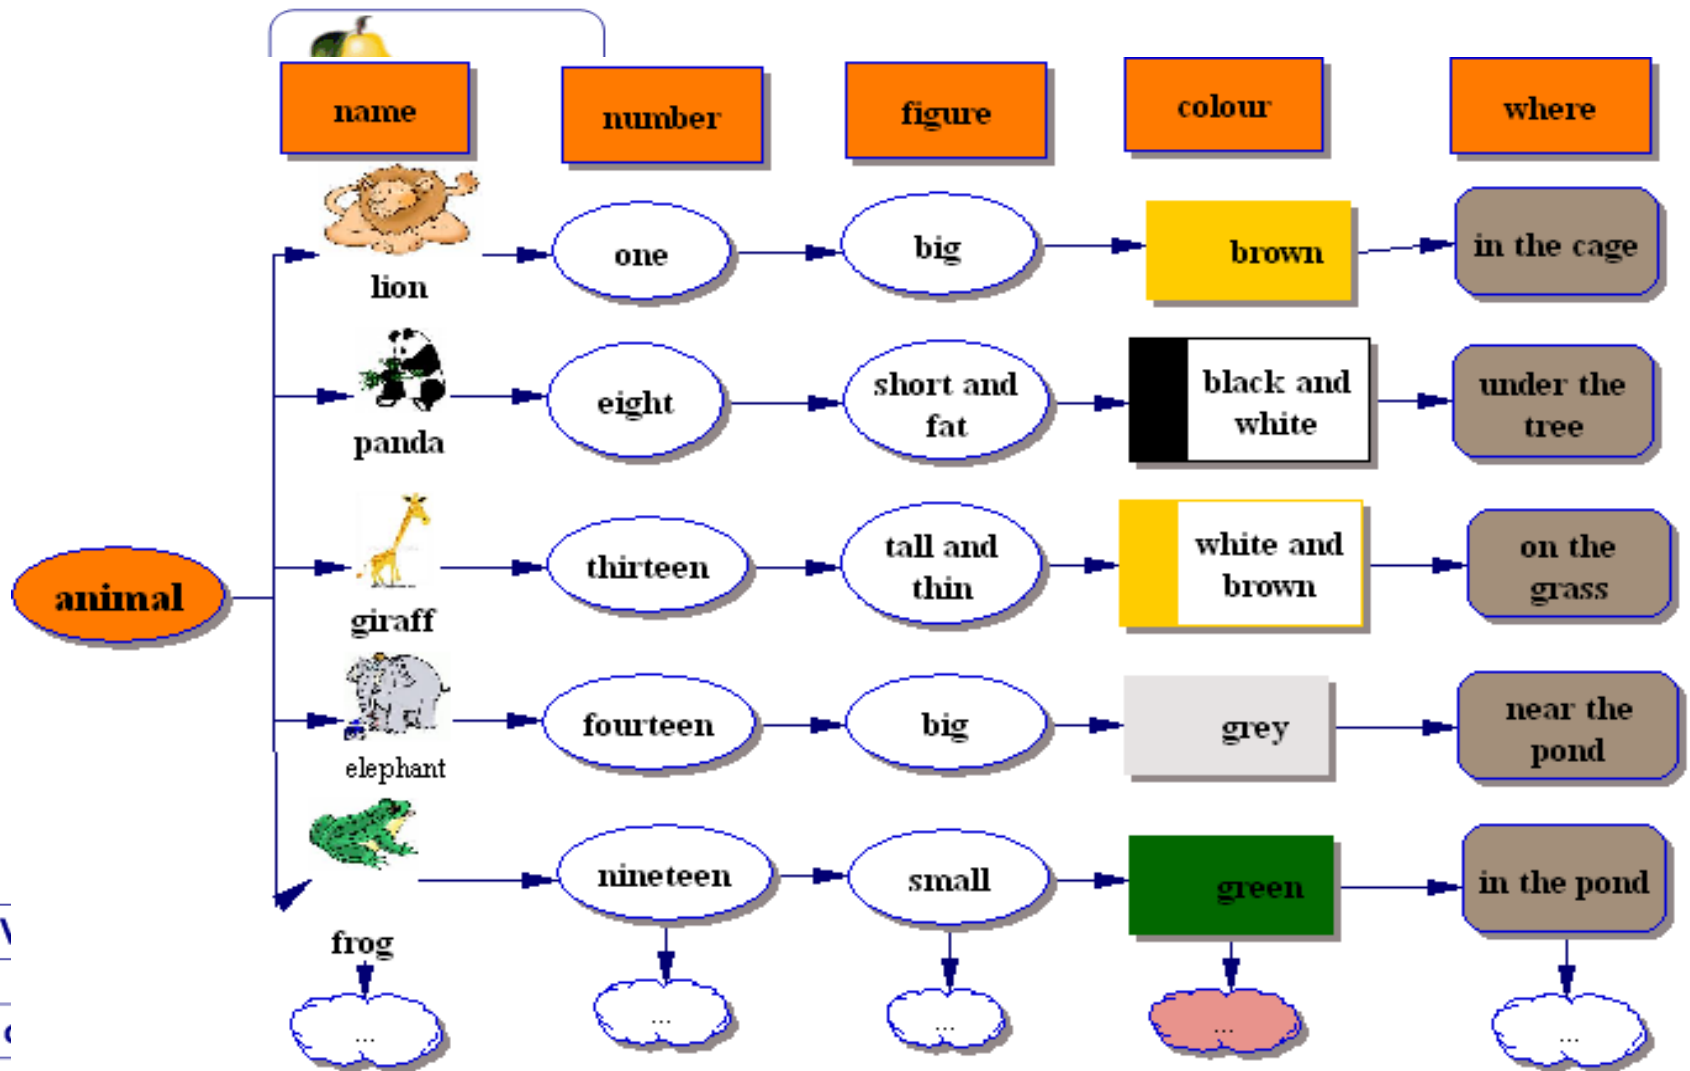 name
number
figure
colour
where
lion
one
big
brown
in the cage
panda
eight
short and
fat
black and
white
under the
tree
animal
giraff
thirteen
tall and
thin
white and
brown
on the
grass
elephant
fourteen
big
grey
near the
pond
frog
nineteen
small
green
in the pond
...
...
...
...
...